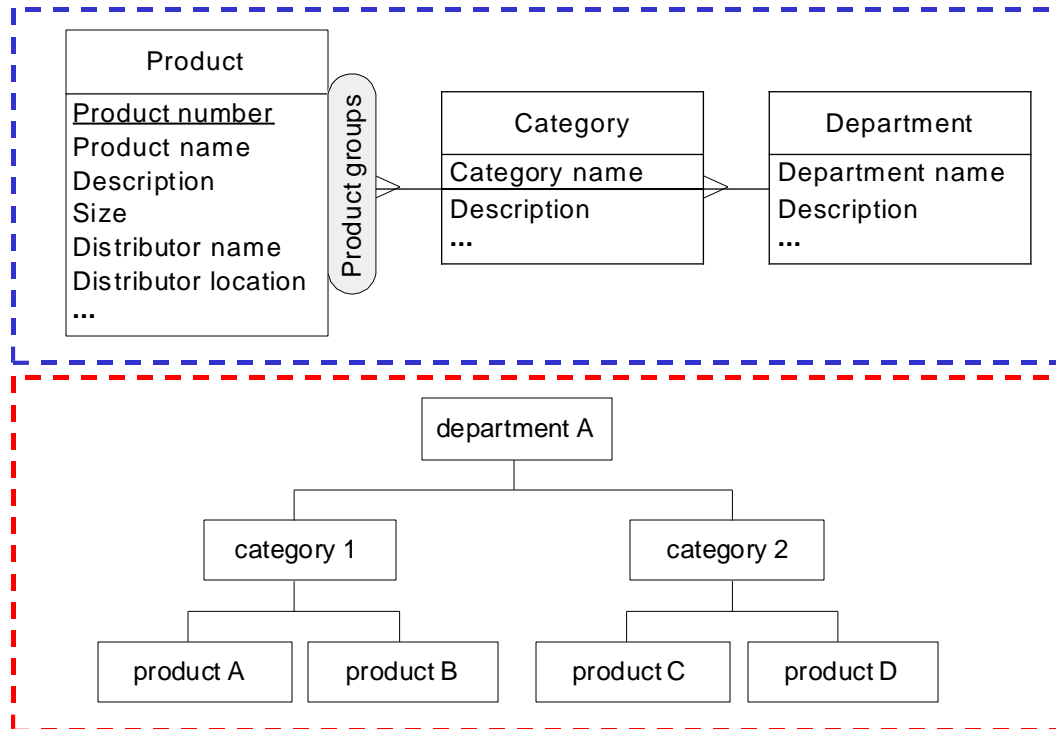 Product
Product number
Product name
Description
Size
Distributor name
Distributor location
...
Product groups
Category
Category name
Description
...
Department
Department name
Description
...
department A
category 1
category 2
product A
product B
product C
product D